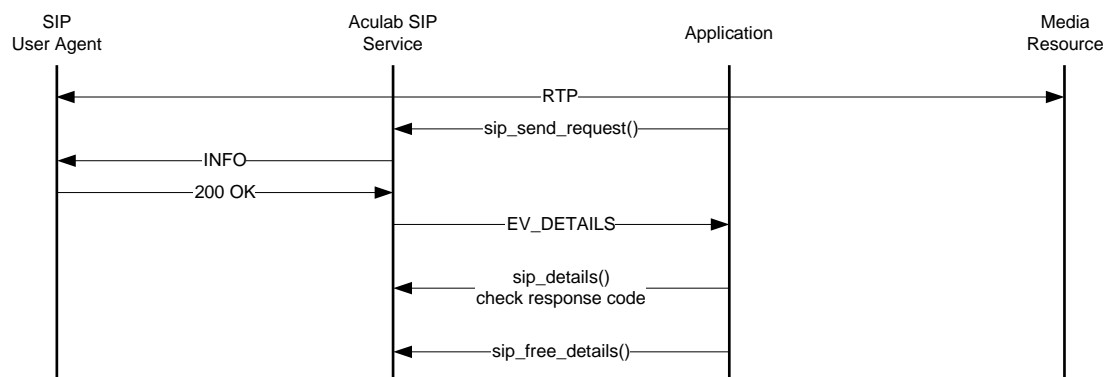 SIP
User Agent
Aculab SIP
Service
Application
Media
Resource
RTP
sip_send_request()
INFO
200 OK
EV_DETAILS
sip_details()
check response code
sip_free_details()